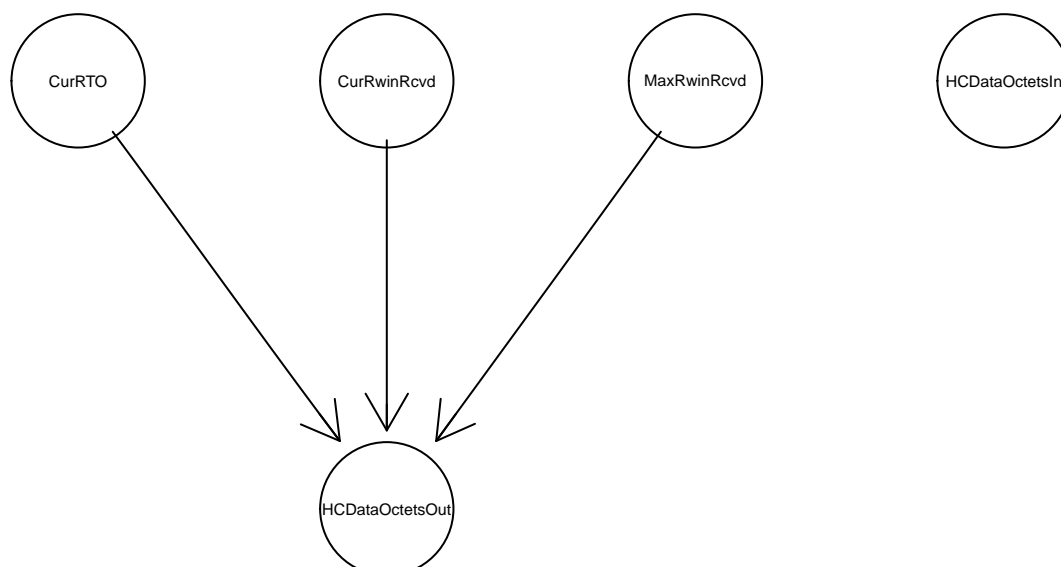 CurRTO
CurRwinRcvd
MaxRwinRcvd
HCDataOctetsIn
HCDataOctetsOut